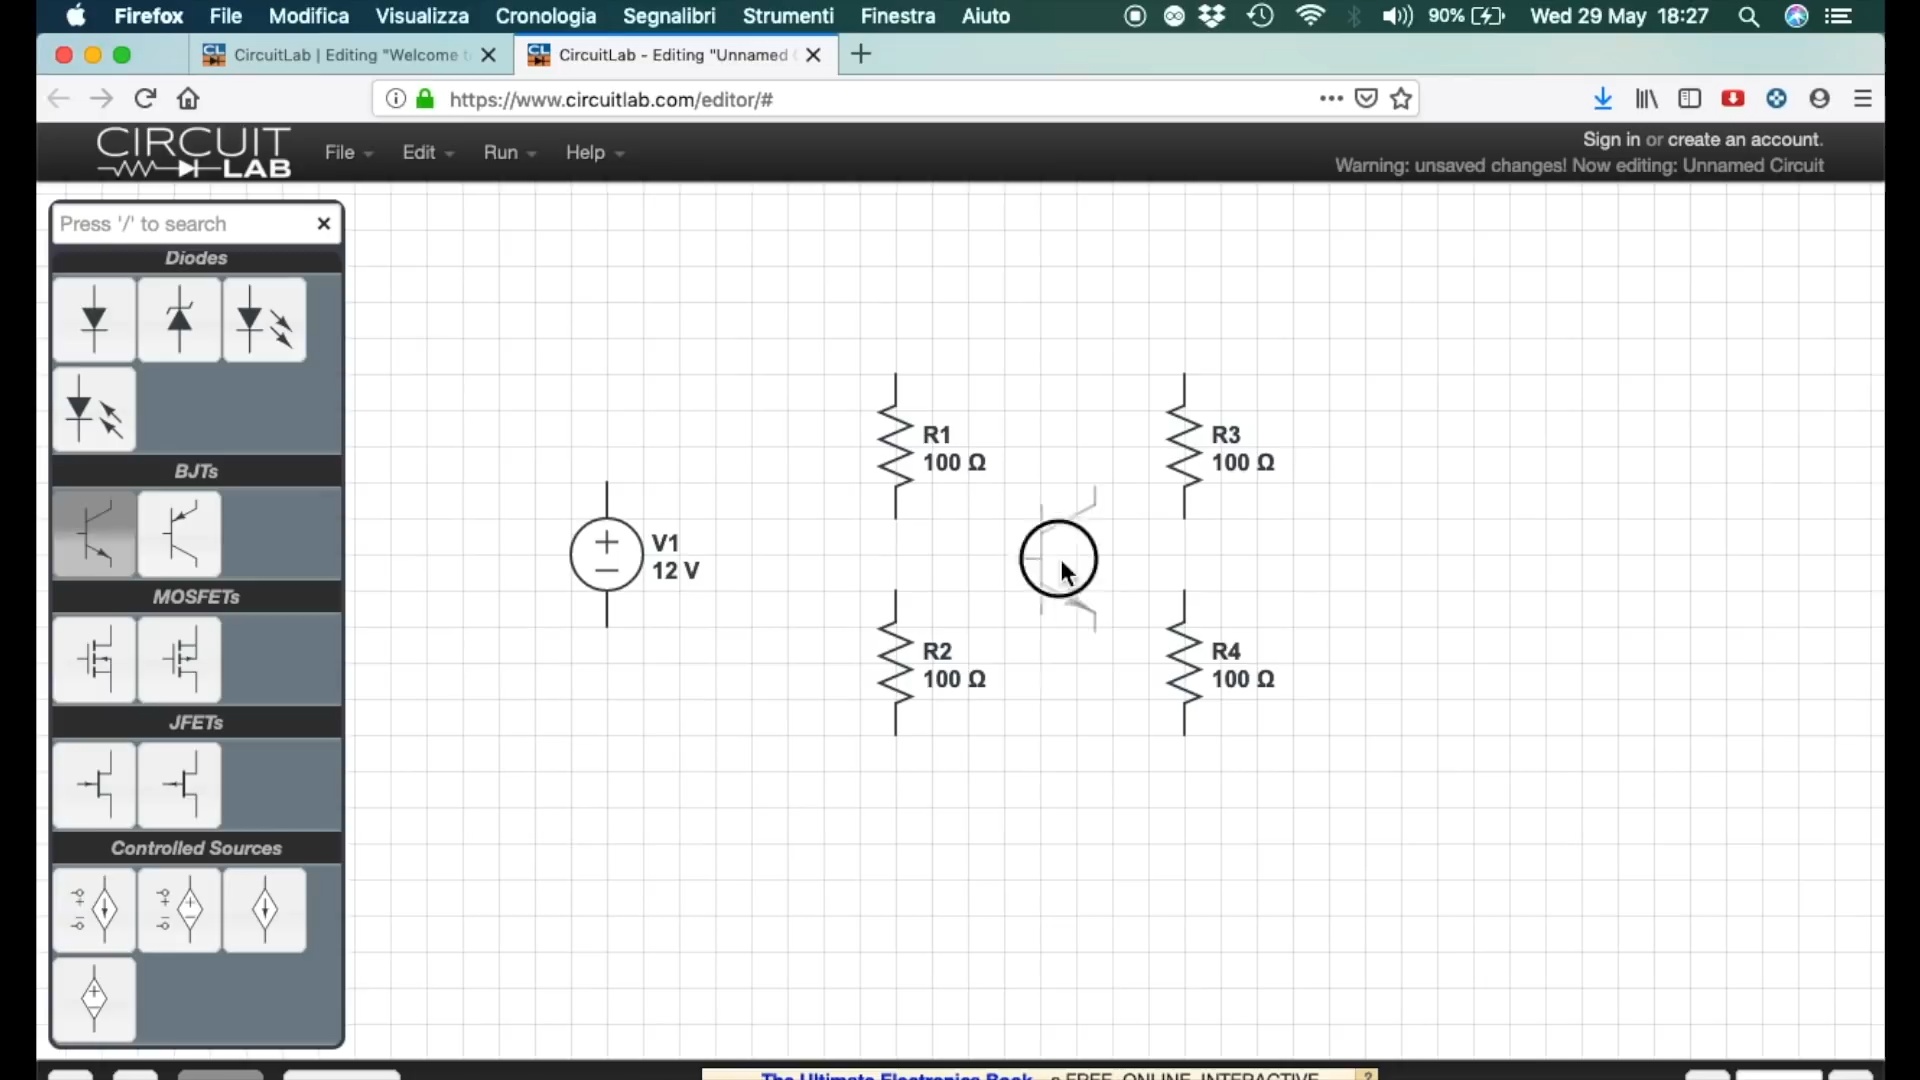 Firefox File Modifica Visualizza Cronologia Segnalibri Strumenti Finestra Aiuto 90% Wed 29 May 18:27
CircuitLab | Editing "Welcome t
CircuitLab - Editing "Unnamed
https://www.circuitlab.com/editor/#
CIRCUIT
LAB
File Edit Run Help
Sign in or create an account.
Warning: unsaved changes! Now editing: Unnamed Circuit
Press '/' to search
Diodes
BJTs
MOSFETs
JFETs
Controlled Sources
R1
100 Ω
R3
100 Ω
V1
12 V
R2
100 Ω
R4
100 Ω
The Ultimate Electronics Book - a FREE, ONLINE, INTERACTIVE